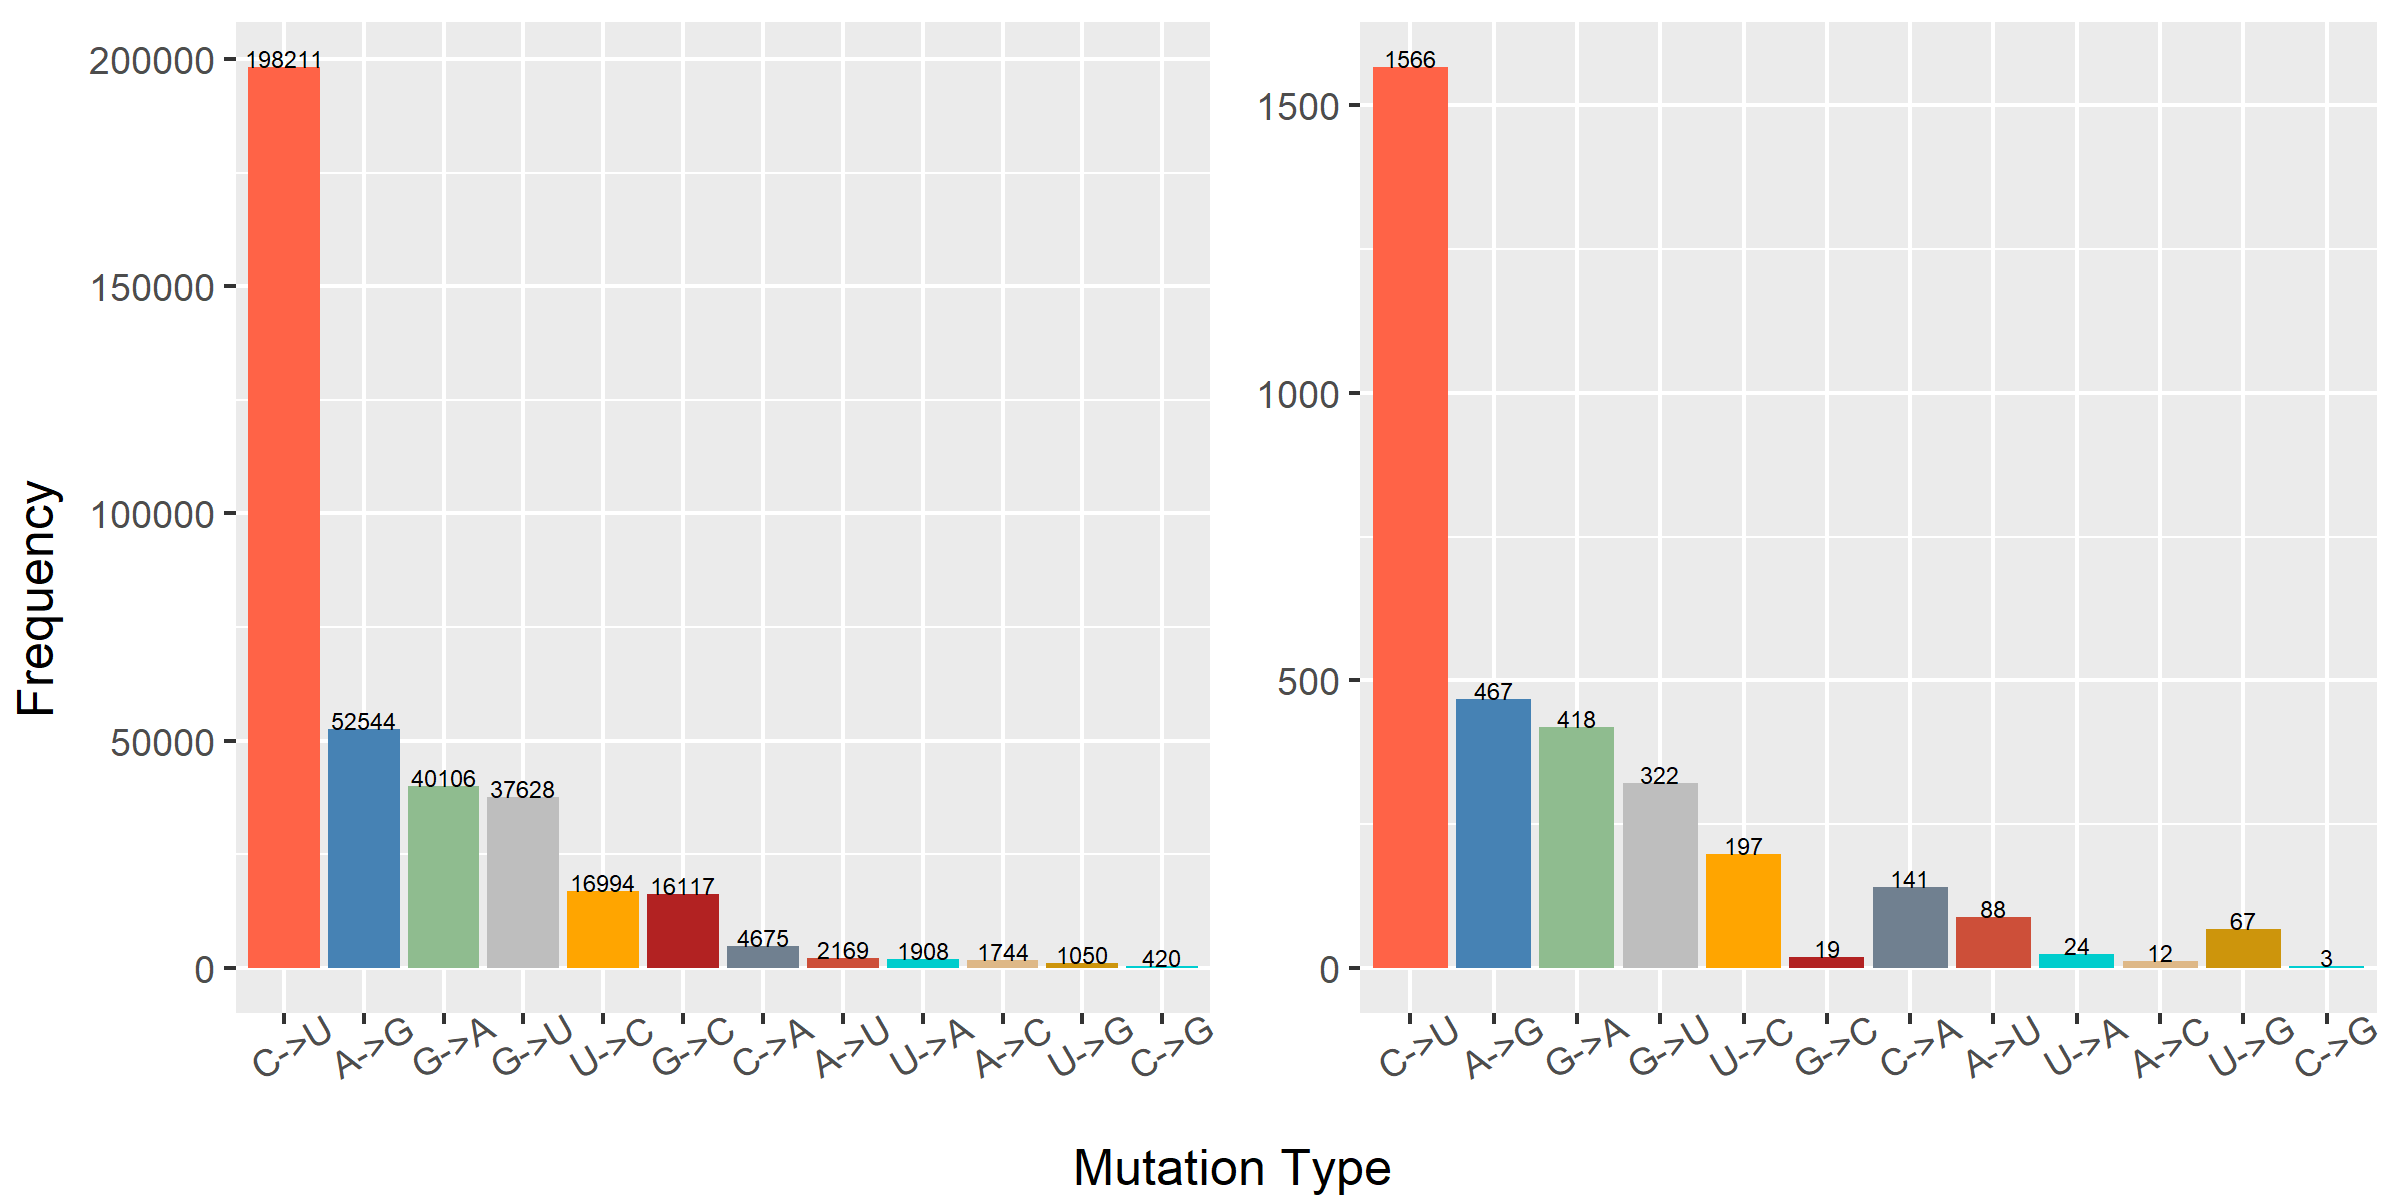 Frequency
200000
150000
100000
50000
0
198211
52544
40106
37628
16994
16117
4675
2169
1908
1744
1050
420
C->U
A->G
G->A
G->U
U->C
G->C
C->A
A->U
U->A
A->C
U->G
C->G
1500
1000
500
0
1566
467
418
322
197
19
141
88
24
12
67
3
C->U
A->G
G->A
G->U
U->C
G->C
C->A
A->U
U->A
A->C
U->G
C->G
Mutation Type